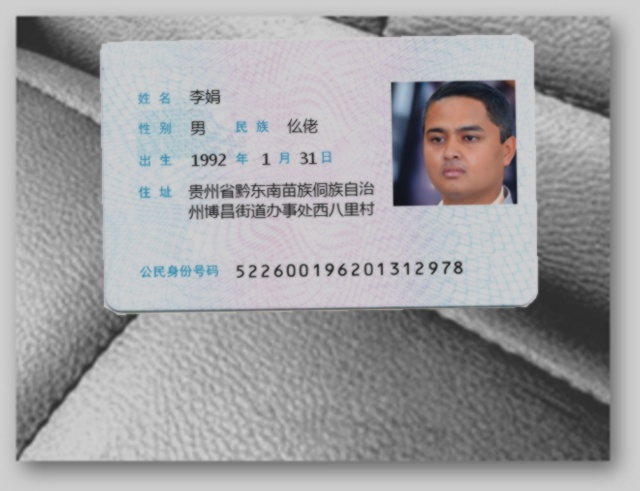 姓名 李娟
性别 男 民族 仫佬
出生 1992 年 1 月 31 日
住址 贵州省黔东南苗族侗族自治
州博昌街道办事处西八里村
公民身份号码 522600196201312978